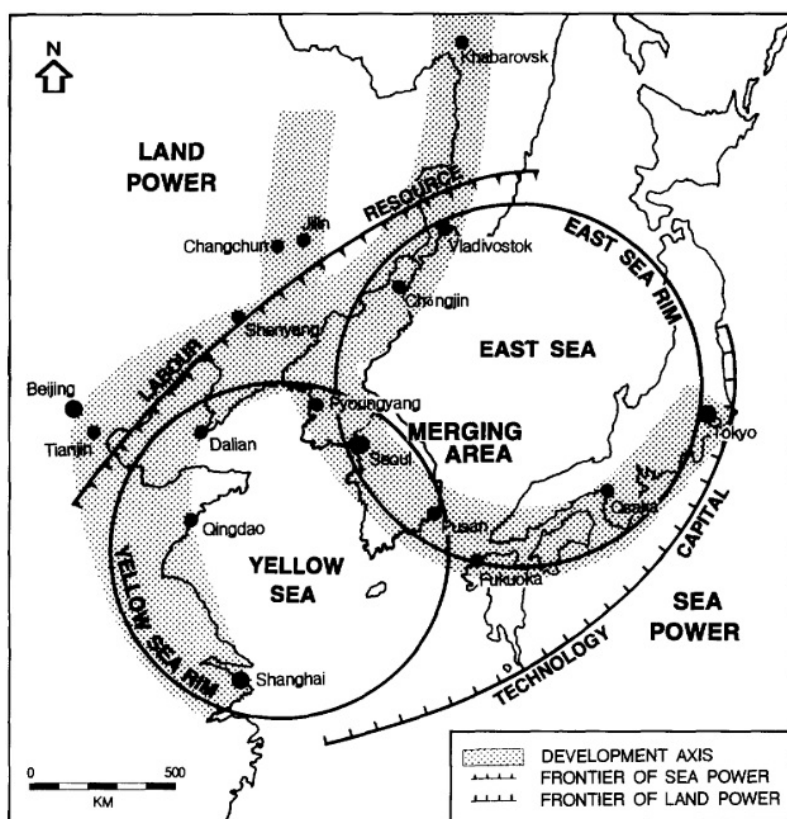 N
Khabarovsk
LAND
POWER
RESOURCE
Jilin
Changchun
Vladivostok
EAST SEA RIM
Chongjin
Shenyang
EAST SEA
LABOUR
Beijing
Pyoungyang
Tianjin
Dalian
MERGING
AREA
Seoul
Tokyo
Osaka
Qingdao
Pusan
CAPITAL
YELLOW
SEA
Fukuoka
SEA
POWER
YELLOW SEA RIM
TECHNOLOGY
Shanghai
0
500
KM
DEVELOPMENT AXIS
FRONTIER OF SEA POWER
FRONTIER OF LAND POWER